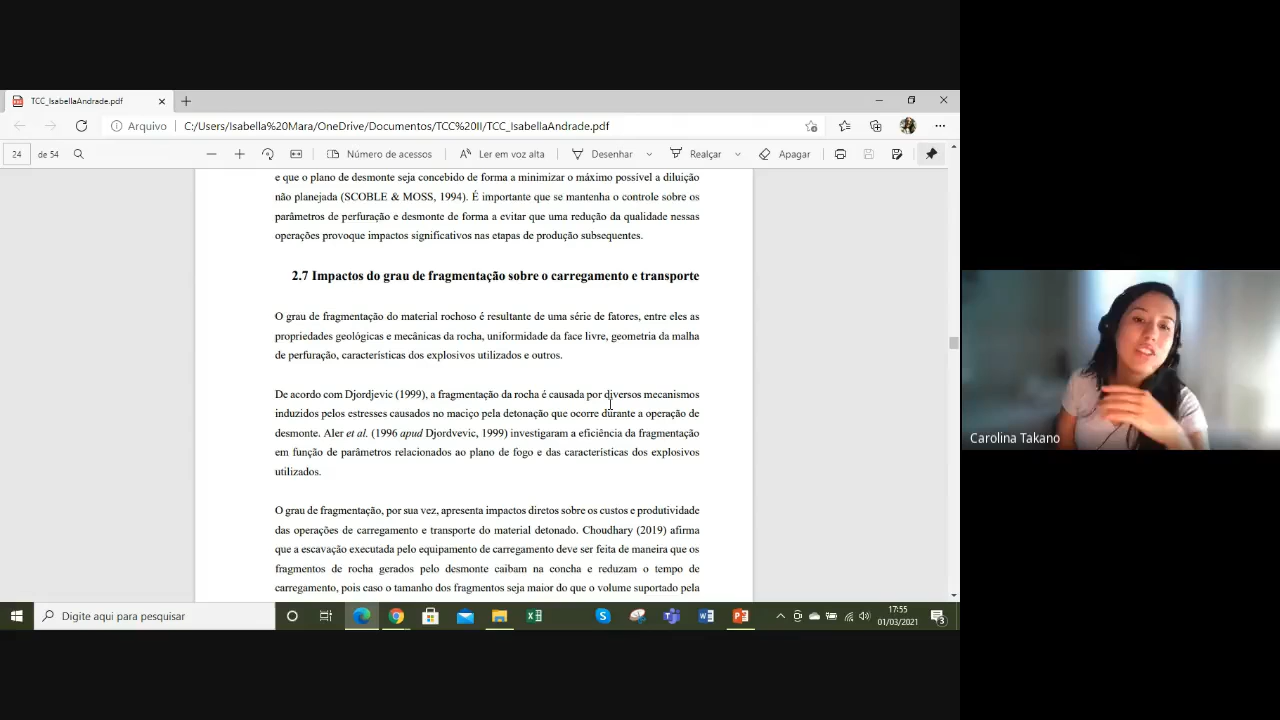 TCC_IsabellaAndrade.pdf
Arquivo
C:/Users/Isabella%20Mara/OneDrive/Documentos/TCC%20II/TCC_IsabellaAndrade.pdf
24 de 54
Número de acessos
Ler em voz alta
Desenhar
Realçar
Apagar
e que o plano de desmonte seja concebido de forma a minimizar o máximo possível a diluição
não planejada (SCOBLE & MOSS, 1994). É importante que se mantenha o controle sobre os
parâmetros de perfuração e desmonte de forma a evitar que uma redução da qualidade nessas
operações provoque impactos significativos nas etapas de produção subsequentes.
2.7 Impactos do grau de fragmentação sobre o carregamento e transporte
O grau de fragmentação do material rochoso é resultante de uma série de fatores, entre eles as
propriedades geológicas e mecânicas da rocha, uniformidade da face livre, geometria da malha
de perfuração, características dos explosivos utilizados e outros.
De acordo com Djordjevic (1999), a fragmentação da rocha é causada por diversos mecanismos
induzidos pelos estresses causados no maciço pela detonação que ocorre durante a operação de
desmonte. Aler et al. (1996 apud Djordvevic, 1999) investigaram a eficiência da fragmentação
em função de parâmetros relacionados ao plano de fogo e das características dos explosivos
utilizados.
O grau de fragmentação, por sua vez, apresenta impactos diretos sobre os custos e produtividade
das operações de carregamento e transporte do material detonado. Choudhary (2019) afirma
que a escavação executada pelo equipamento de carregamento deve ser feita de maneira que os
fragmentos de rocha gerados pelo desmonte caibam na concha e reduzam o tempo de
carregamento, pois caso o tamanho dos fragmentos seja maior do que o volume suportado pela
Carolina Takano
Digite aqui para pesquisar
17:55
01/03/2021
3